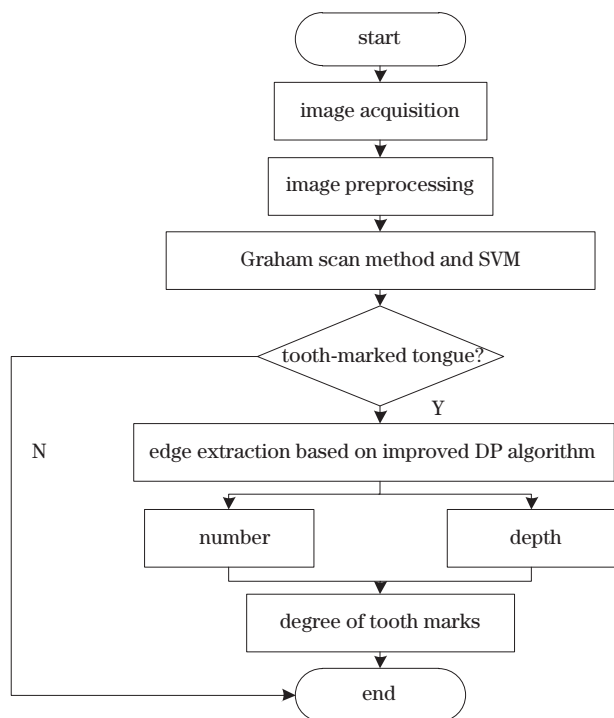 start
image acquisition
image preprocessing
Graham scan method and SVM
tooth-marked tongue?
Y
N
edge extraction based on improved DP algorithm
number
depth
degree of tooth marks
end